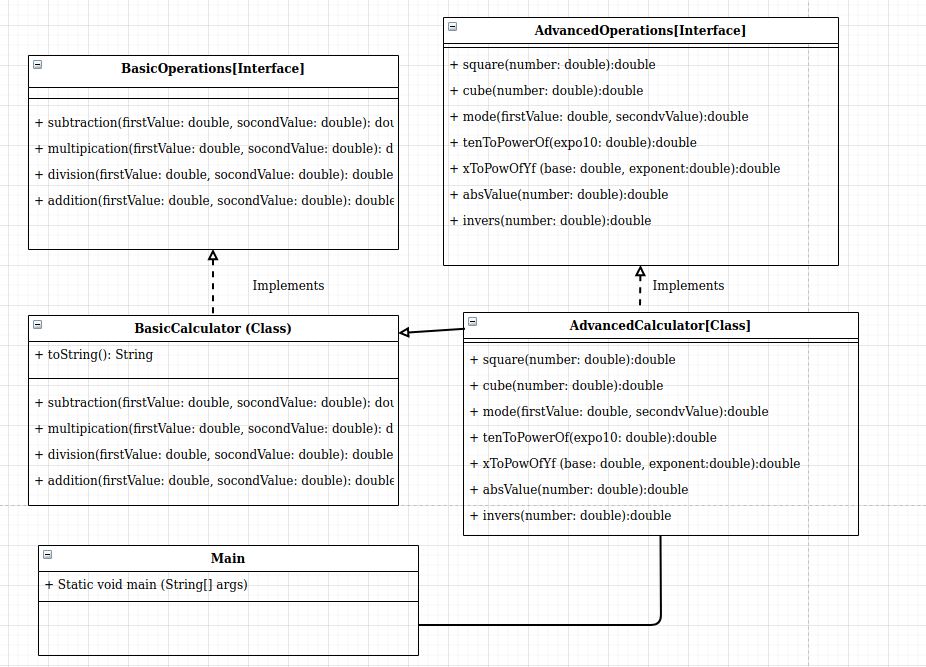 BasicOperations[Interface]
+ subtraction(firstValue: double, socondValue: double): dou
+ multipication(firstValue: double, socondValue: double): d
+ division(firstValue: double, socondValue: double): double
+ addition(firstValue: double, socondValue: double): double
AdvancedOperations[Interface]
+ square(number: double):double
+ cube(number: double):double
+ mode(firstValue: double, secondvValue):double
+ tenToPowerOf(expo10: double):double
+ xToPowOfYf (base: double, exponent:double):double
+ absValue(number: double):double
+ invers(number: double):double
Implements
Implements
BasicCalculator (Class)
+ toString(): String
+ subtraction(firstValue: double, socondValue: double): dou
+ multipication(firstValue: double, socondValue: double): d
+ division(firstValue: double, socondValue: double): double
+ addition(firstValue: double, socondValue: double): double
AdvancedCalculator[Class]
+ square(number: double):double
+ cube(number: double):double
+ mode(firstValue: double, secondvValue):double
+ tenToPowerOf(expo10: double):double
+ xToPowOfYf (base: double, exponent:double):double
+ absValue(number: double):double
+ invers(number: double):double
Main
+ Static void main (String[] args)